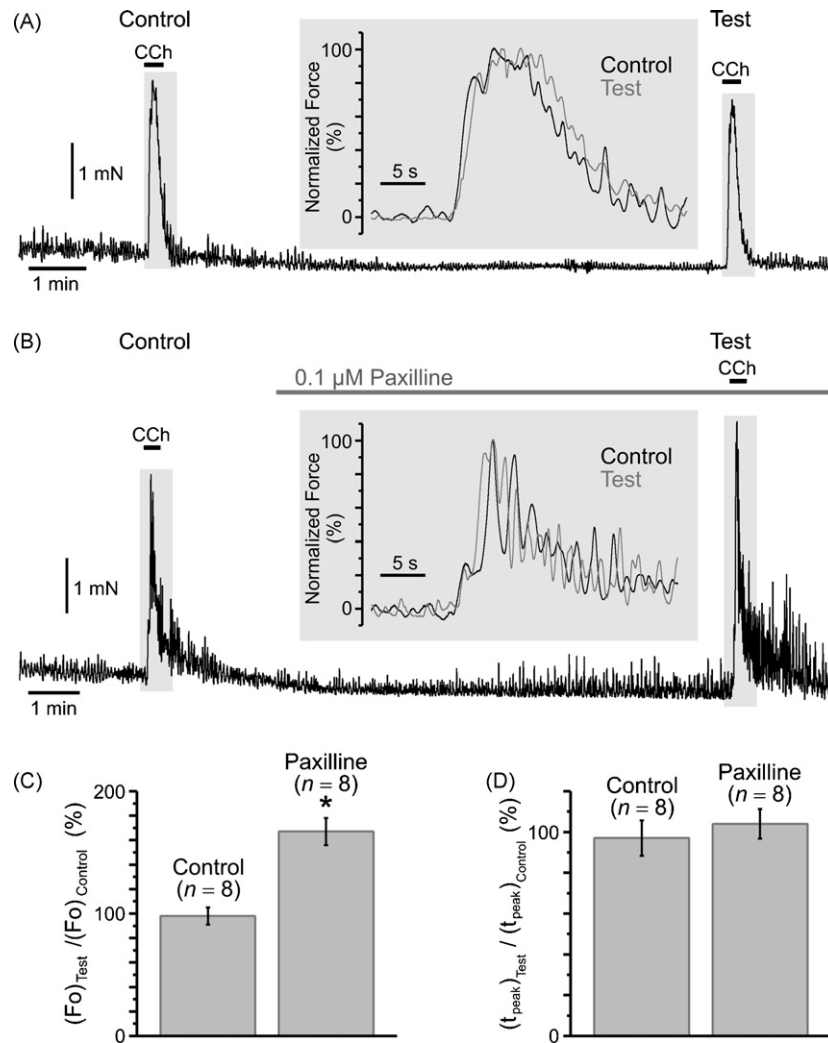 (A)
Control
CCh
Test
CCh
1 mN
1 min
Normalized Force
(%)
100
0
5 s
Control
Test
(B)
Control
Test
CCh
0.1 µM Paxilline
CCh
1 mN
1 min
Normalized Force
(%)
100
0
5 s
Control
Test
(C)
(Fo)Test /(Fo)Control (%)
200
100
0
Control
(n = 8)
Paxilline
(n = 8)
*
(D)
(tpeak)Test / (tpeak)Control (%)
100
0
Control
(n = 8)
Paxilline
(n = 8)